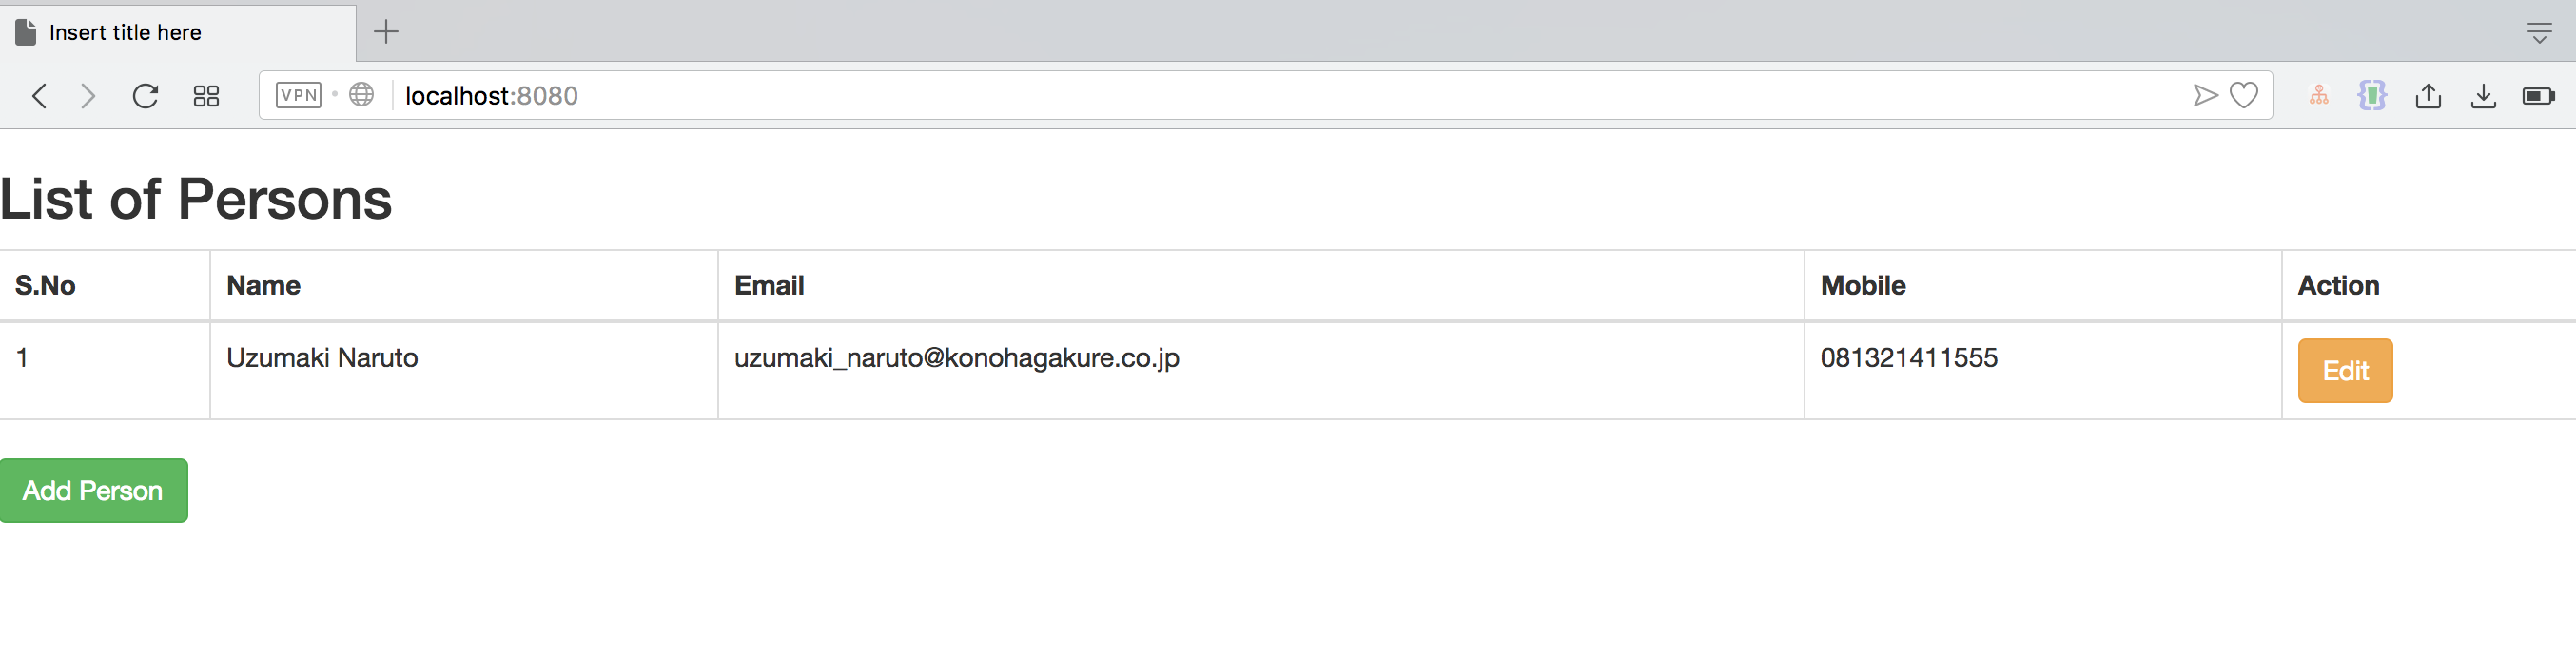 Insert title here
VPN localhost:8080
List of Persons
S.No Name Email Mobile Action
1 Uzumaki Naruto uzumaki_naruto@konohagakure.co.jp 081321411555 Edit
Add Person